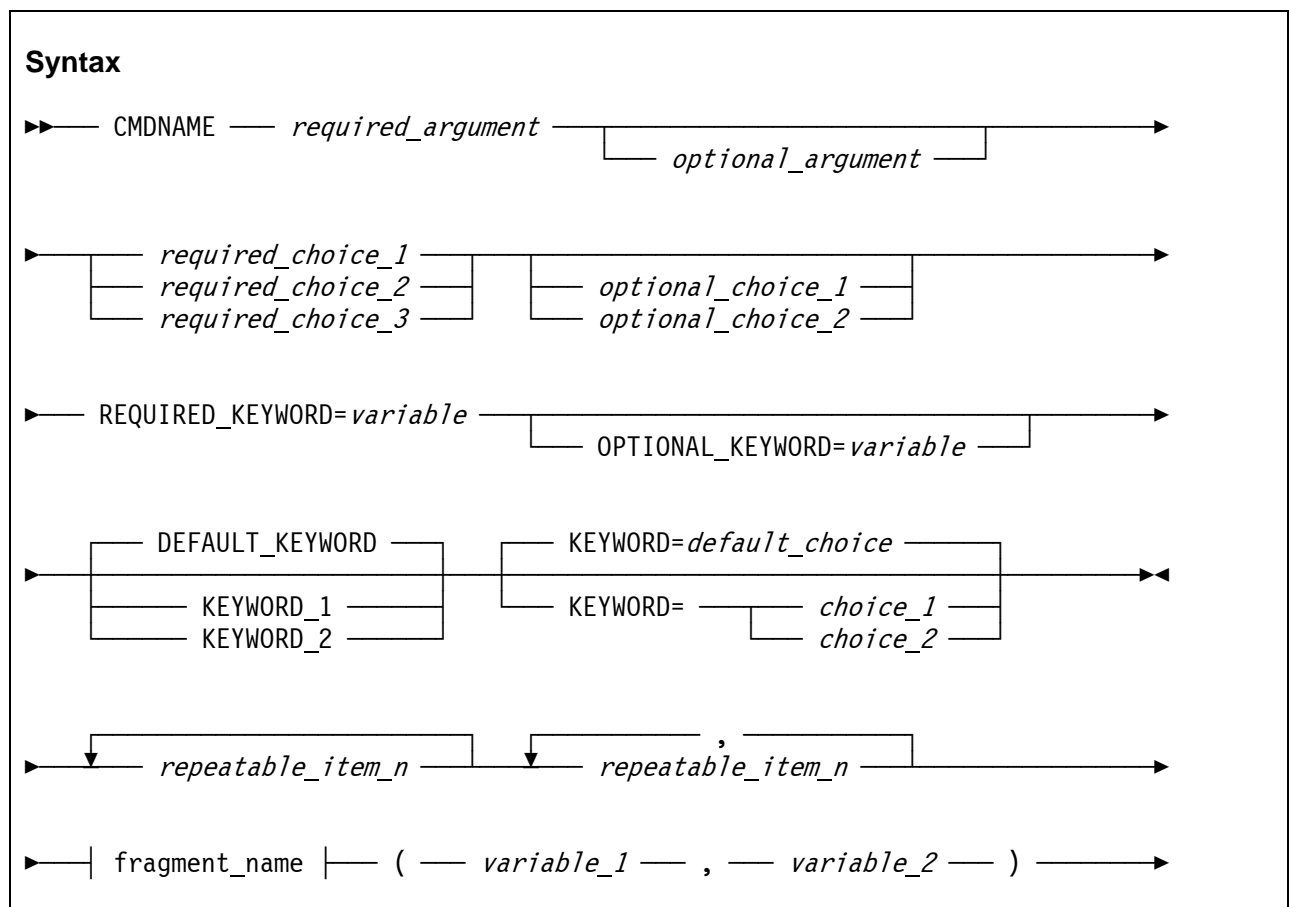 Syntax
CMDNAME required_argument
optional_argument
required_choice_1
required_choice_2 optional_choice_1
required_choice_3 optional_choice_2
REQUIRED_KEYWORD=variable
OPTIONAL_KEYWORD=variable
DEFAULT_KEYWORD KEYWORD=default_choice
KEYWORD_1 KEYWORD= choice_1
KEYWORD_2 choice_2
,
repeatable_item_n repeatable_item_n
fragment_name ( variable_1 , variable_2 )